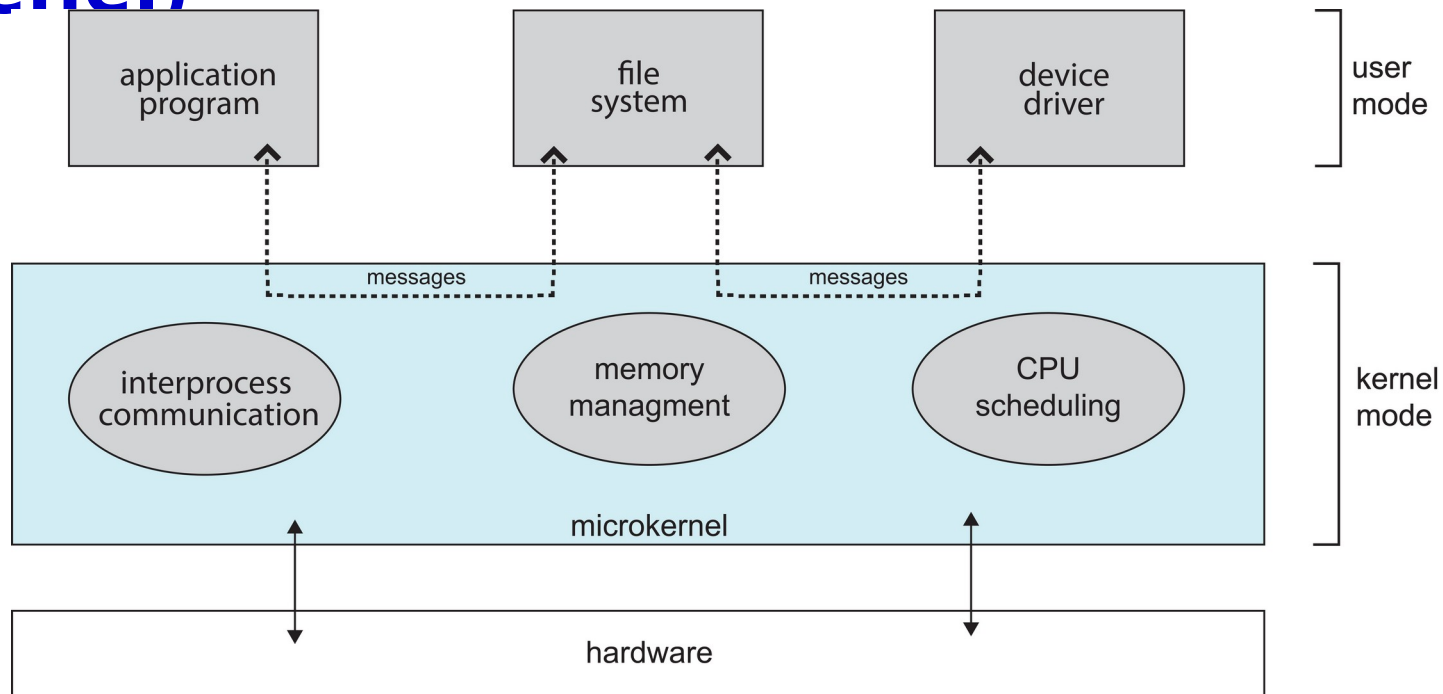 application
program
file
system
device
driver
user
mode
messages
messages
interprocess
communication
memory
managment
CPU
scheduling
kernel
mode
microkernel
hardware